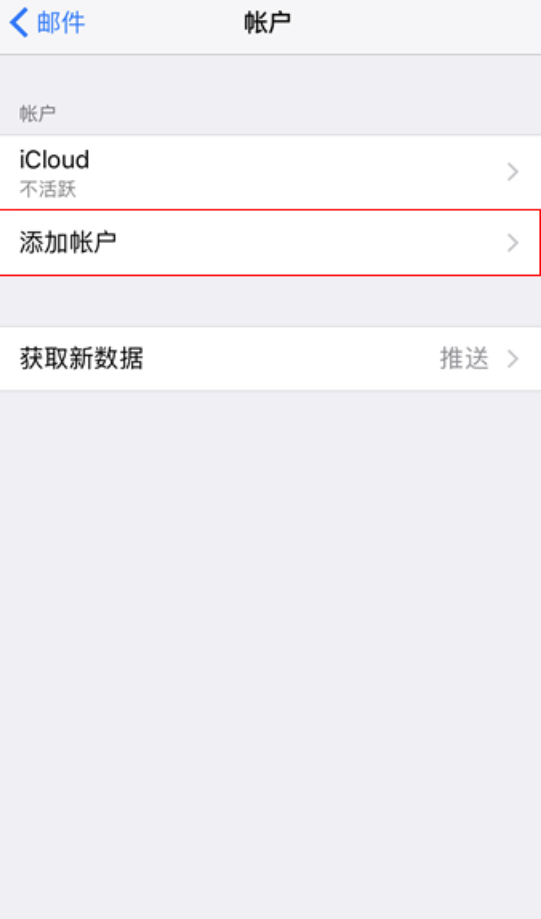 邮件 帐户
帐户
iCloud
不活跃
添加帐户
获取新数据 推送